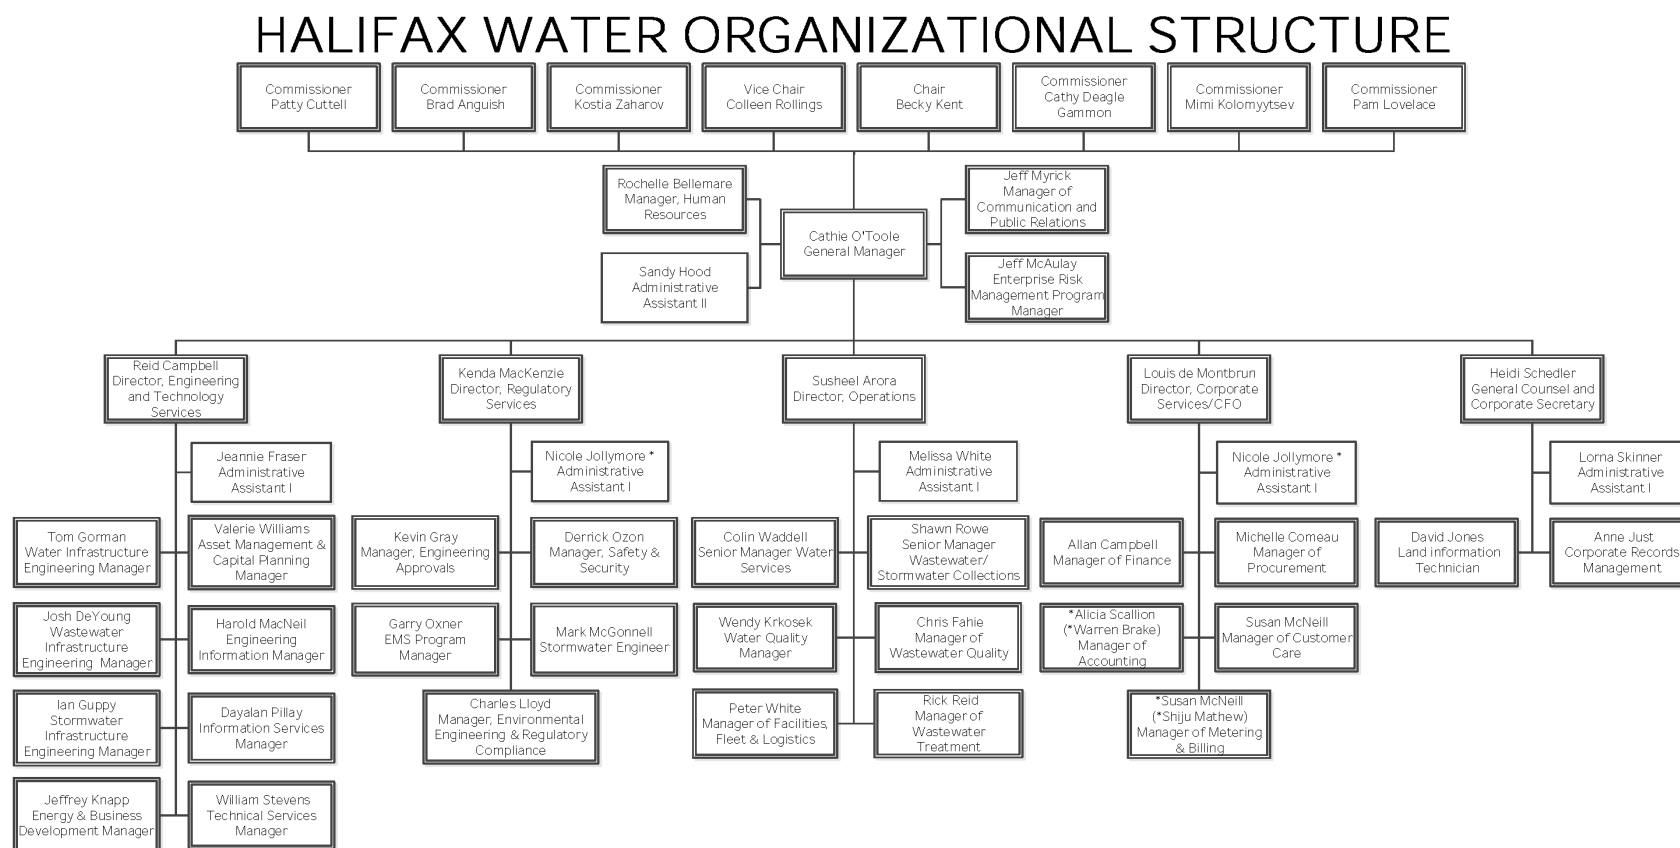 HALIFAX WATER ORGANIZATIONAL STRUCTURE
Commissioner
Patty Cuttell
Commissioner
Brad Anguish
Commissioner
Kostia Zaharov
Vice Chair
Colleen Rollings
Chair
Becky Kent
Commissioner
Cathy Deagle
Gammon
Commissioner
Mimi Kolomyytsev
Commissioner
Pam Lovelace
Rochelle Bellemare
Manager, Human
Resources
Jeff Myrick
Manager of
Communication and
Public Relations
Cathie O'Toole
General Manager
Sandy Hood
Administrative
Assistant II
Jeff McAulay
Enterprise Risk
Management Program
Manager
Reid Campbell
Director, Engineering
and Technology
Services
Kenda MacKenzie
Director, Regulatory
Services
Susheel Arora
Director, Operations
Louis de Montbrun
Director, Corporate
Services/CFO
Heidi Schedler
General Counsel and
Corporate Secretary
Jeannie Fraser
Administrative
Assistant I
Nicole Jollymore *
Administrative
Assistant I
Melissa White
Administrative
Assistant I
Nicole Jollymore *
Administrative
Assistant I
Lorna Skinner
Administrative
Assistant I
Tom Gorman
Water Infrastructure
Engineering Manager
Valerie Williams
Asset Management &
Capital Planning
Manager
Kevin Gray
Manager, Engineering
Approvals
Derrick Ozon
Manager, Safety &
Security
Colin Waddell
Senior Manager Water
Services
Shawn Rowe
Senior Manager
Wastewater/
Stormwater Collections
Allan Campbell
Manager of Finance
Michelle Comeau
Manager of
Procurement
David Jones
Land information
Technician
Anne Just
Corporate Records
Management
Josh DeYoung
Wastewater
Infrastructure
Engineering Manager
Harold MacNeil
Engineering
Information Manager
Garry Oxner
EMS Program
Manager
Mark McGonnell
Stormwater Engineer
Wendy Krkosek
Water Quality
Manager
Chris Fahie
Manager of
Wastewater Quality
*Alicia Scallion
(*Warren Brake)
Manager of
Accounting
Susan McNeill
Manager of Customer
Care
Ian Guppy
Stormwater
Infrastructure
Engineering Manager
Dayalan Pillay
Information Services
Manager
Charles Lloyd
Manager, Environmental
Engineering & Regulatory
Compliance
Peter White
Manager of Facilities,
Fleet & Logistics
Rick Reid
Manager of
Wastewater
Treatment
*Susan McNeill
(*Shiju Mathew)
Manager of Metering
& Billing
Jeffrey Knapp
Energy & Business
Development Manager
William Stevens
Technical Services
Manager